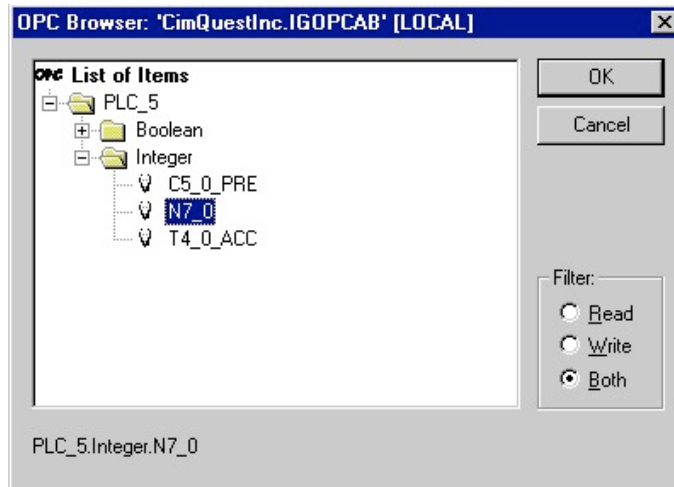 OPC Browser: 'CimQuestInc.IGOPCAB' [LOCAL]
OPC List of Items
PLC_5
Boolean
Integer
C5_0_PRE
N7_0
T4_0_ACC
OK
Cancel
Filter:
Read
Write
Both
PLC_5.Integer.N7_0